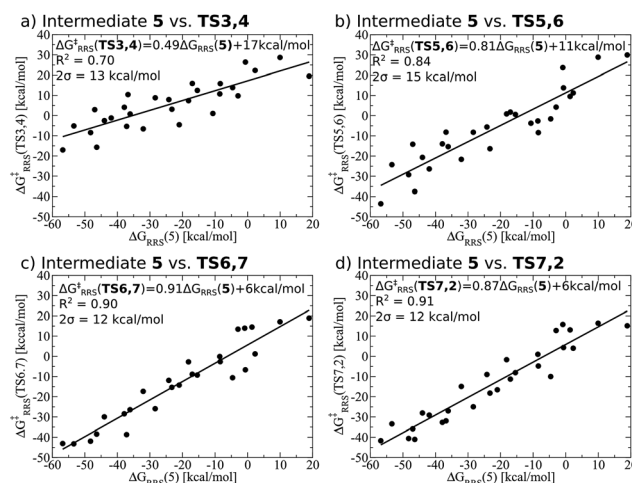 a) Intermediate 5 vs. TS3,4
ΔG‡RRS(TS3,4)=0.49ΔGRRS(5)+17kcal/mol
R² = 0.70
2σ = 13 kcal/mol
40
30
20
10
0
-10
-20
-30
-40
-50
ΔG‡RRS(TS3,4) [kcal/mol]
-60 -50 -40 -30 -20 -10 0 10 20
ΔGRRS(5) [kcal/mol]
b) Intermediate 5 vs. TS5,6
ΔG‡RRS(TS5,6)=0.81ΔGRRS(5)+11kcal/mol
R² = 0.84
2σ = 15 kcal/mol
40
30
20
10
0
-10
-20
-30
-40
-50
ΔG‡RRS(TS5,6) [kcal/mol]
-60 -50 -40 -30 -20 -10 0 10 20
ΔGRRS(5) [kcal/mol]
c) Intermediate 5 vs. TS6,7
ΔG‡RRS(TS6,7)=0.91ΔGRRS(5)+6kcal/mol
R² = 0.90
2σ = 12 kcal/mol
40
30
20
10
0
-10
-20
-30
-40
-50
ΔG‡RRS(TS6,7) [kccal/mol]
-60 -50 -40 -30 -20 -10 0 10 20
ΔGRRS(5) [kcal/mol]
d) Intermediate 5 vs. TS7,2
ΔG‡RRS(TS7,2)=0.87ΔGRRS(5)+6kcal/mol
R² = 0.91
2σ = 12 kcal/mol
40
30
20
10
0
-10
-20
-30
-40
-50
ΔG‡RRS(TS7,2) [kcal/mol]
-60 -50 -40 -30 -20 -10 0 10 20
ΔGRRS(5) [kcal/mol]